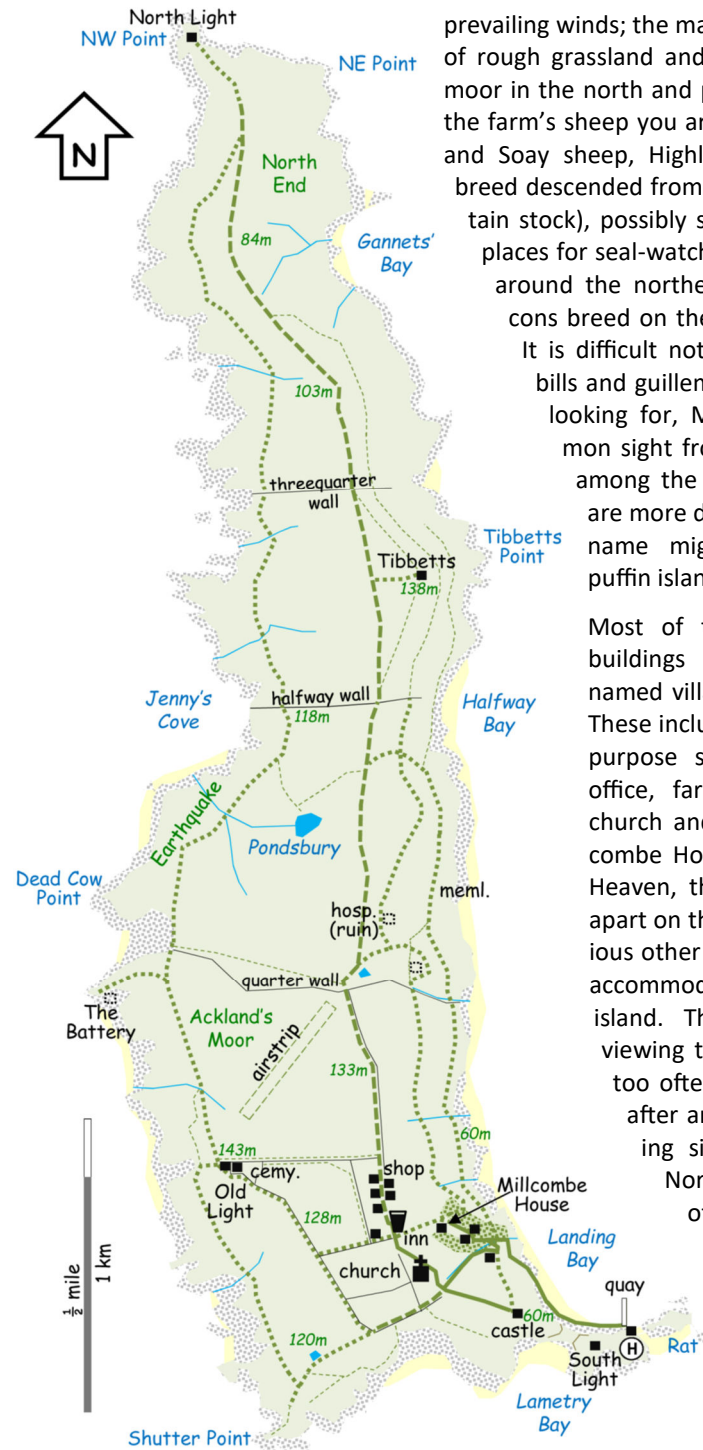 North Light
NW Point
NE Point
N
North
End
84m
Gannets'
Bay
103m
threequarter
wall
Tibbetts
Point
Tibbetts
138m
Jenny's
Cove
halfway wall
118m
Halfway
Bay
Earthquake
Pondsbury
Dead Cow
Point
meml.
hosp.
(ruin)
quarter wall
The
Battery
Ackland's
Moor
airstrip
133m
60m
143m
cemy.
Old
Light
shop
Millcombe
House
128m
inn
Landing
Bay
church
½ mile
1 km
quay
castle
60m
120m
South
Light
H
Rat
Lametry
Bay
Shutter Point
prevailing winds; the ma
of rough grassland and
moor in the north and p
the farm’s sheep you ar
and Soay sheep, Highl
breed descended from
tain stock), possibly s
places for seal-watch
around the northe
cons breed on the
It is difficult not
bills and guillen
looking for, M
mon sight fro
among the
are more d
name mig
puffin islan
Most of t
buildings
named vill
These inclu
purpose s
office, far
church and
combe Ho
Heaven, th
apart on th
ious other
accommod
island. Th
viewing t
too ofte
after ar
ing si
Nor
of